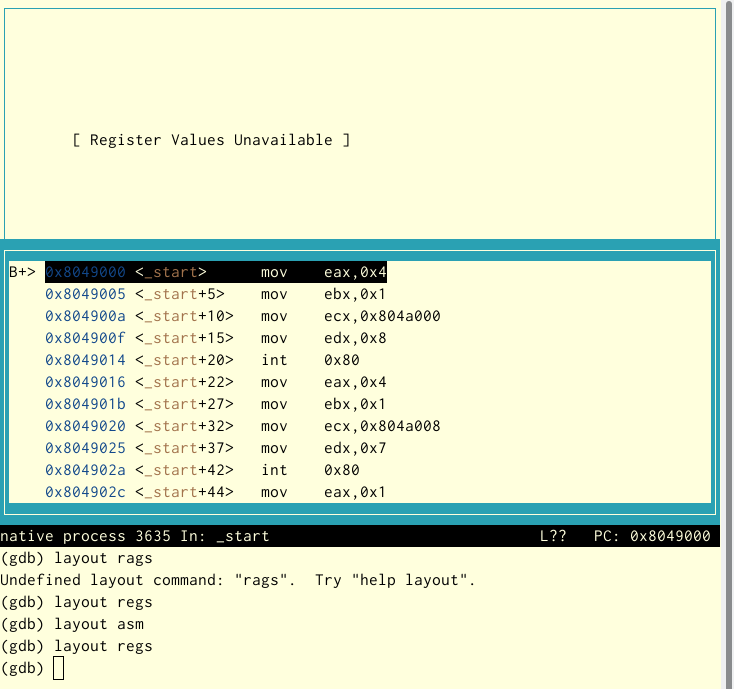 [ Register Values Unavailable ]
B+> 0x8049000 <_start>      mov    eax,0x4
0x8049005 <_start+5>    mov    ebx,0x1
0x804900a <_start+10>   mov    ecx,0x804a000
0x804900f <_start+15>   mov    edx,0x8
0x8049014 <_start+20>   int    0x80
0x8049016 <_start+22>   mov    eax,0x4
0x804901b <_start+27>   mov    ebx,0x1
0x8049020 <_start+32>   mov    ecx,0x804a008
0x8049025 <_start+37>   mov    edx,0x7
0x804902a <_start+42>   int    0x80
0x804902c <_start+44>   mov    eax,0x1
native process 3635 In: _start                              L??   PC: 0x8049000
(gdb) layout rags
Undefined layout command: "rags".  Try "help layout".
(gdb) layout regs
(gdb) layout asm
(gdb) layout regs
(gdb)